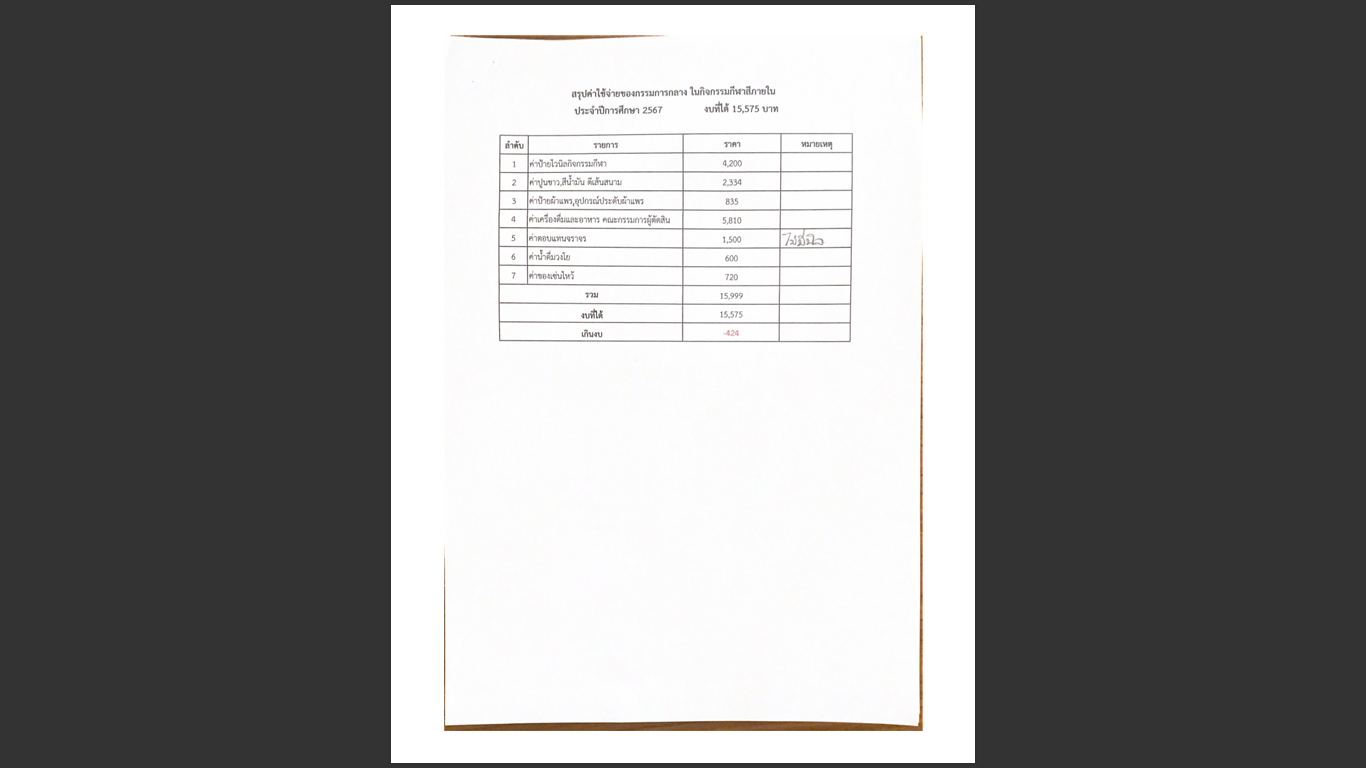 สรุปค่าใช้จ่ายของกรรมการกลาง ในกิจกรรมกีฬาสีภายใน
ประจำปีการศึกษา 2567 งบที่ได้ 15,575 บาท
ลำดับ รายการ ราคา หมายเหตุ
1 ค่าป้ายไวนิลกิจกรรมกีฬา 4,200
2 ค่าปูนขาว,สีน้ำมัน ตีเส้นสนาม 2,334
3 ค่าป้ายผ้าแพร,อุปกรณ์ประดับผ้าแพร 835
4 ค่าเครื่องดื่มและอาหาร คณะกรรมการผู้ตัดสิน 5,810
5 ค่าตอบแทนจราจร 1,500 ไม่มีบิล
6 ค่าน้ำดื่มวงโย 600
7 ค่าของเซ่นไหว้ 720
รวม 15,999
งบที่ได้ 15,575
เกินงบ -424